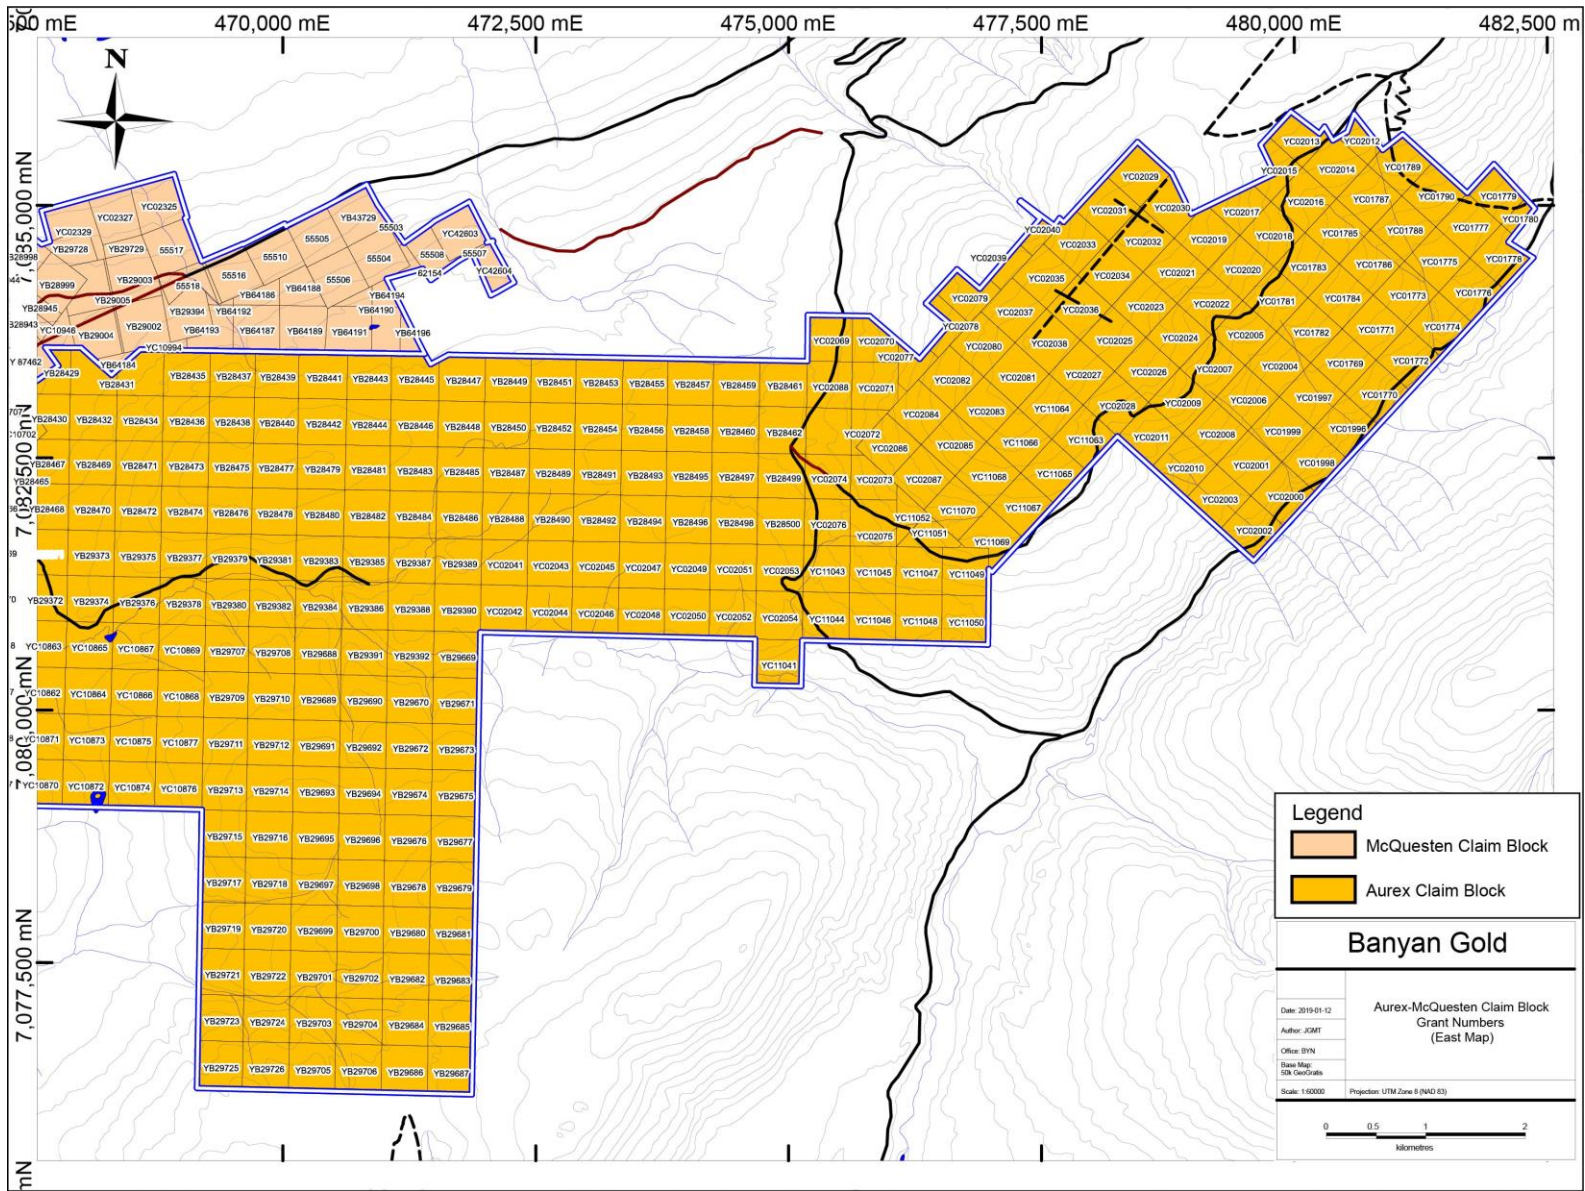 470,000 mE 472,500 mE 475,000 mE 477,500 mE 480,000 mE
N
YC02013 YC02012
YC02029 YC02015 YC02014 YC01789
YC02325 YC01790 YC01779
YC02327 YB43729 YC02031 YC02030 YC02017 YC02016 YC01787 YC01780
YC02329 55505 55503 YC42603 YC02040 YC02033 YC02032 YC02019 YC02018 YC01785 YC01788 YC01777
YB29728 YB29729 55517 55510 55504 55508 55507 YC02039 YC01778
YB29003 55516 55506 62154 YC42604 YC02035 YC02034 YC02021 YC02020 YC01783 YC01786 YC01775
YB28999 55518 YB64186 YB64188 YB64194 YC02079 YC01776
YB28945 YB29005 YB29394 YB64192 YB64190 YC02037 YC02036 YC02023 YC02022 YC01781 YC01784 YC01773
YC10946 YB29004 YB29002 YB64193 YB64187 YB64189 YB64191 YB64196 YC02078 YC01774
YC10994 YC02069 YC02070 YC02077 YC02080 YC02038 YC02025 YC02024 YC02005 YC01782 YC01771
YB64184 YC01772
YB28429 YB28431 YB28435 YB28437 YB28439 YB28441 YB28443 YB28445 YB28447 YB28449 YB28451 YB28453 YB28455 YB28457 YB28459 YB28461 YC02088 YC02071 YC02082 YC02081 YC02027 YC02026 YC02007 YC02004 YC01769
YC01770
YB28430 YB28432 YB28434 YB28436 YB28438 YB28440 YB28442 YB28444 YB28446 YB28448 YB28450 YB28452 YB28454 YB28456 YB28458 YB28460 YB28462 YC02072 YC02084 YC02083 YC11064 YC02028 YC02009 YC02006 YC01997
YC02086 YC02085 YC11066 YC11063 YC02011 YC02008 YC01999 YC01996
YB28467 YB28469 YB28471 YB28473 YB28475 YB28477 YB28479 YB28481 YB28483 YB28485 YB28487 YB28489 YB28491 YB28493 YB28495 YB28497 YB28499 YC02074 YC02073 YC02087 YC11068 YC11065 YC02010 YC02001 YC01998
YB28465
YB28468 YB28470 YB28472 YB28474 YB28476 YB28478 YB28480 YB28482 YB28484 YB28486 YB28488 YB28490 YB28492 YB28494 YB28496 YB28498 YB28500 YC02076 YC02075 YC11052 YC11051 YC11070 YC11067 YC02003 YC02000
YC11069 YC02002
YB29373 YB29375 YB29377 YB29379 YB29381 YB29383 YB29385 YB29387 YB29389 YC02041 YC02043 YC02045 YC02047 YC02049 YC02051 YC02053 YC11043 YC11045 YC11047 YC11049
YB29372 YB29374 YB29376 YB29378 YB29380 YB29382 YB29384 YB29386 YB29388 YB29390 YC02042 YC02044 YC02046 YC02048 YC02050 YC02052 YC02054 YC11044 YC11046 YC11048 YC11050
YC10863 YC10865 YC10867 YC10869 YB29707 YB29708 YB29688 YB29391 YB29392 YB29669 YC11041
YC10862 YC10864 YC10866 YC10868 YB29709 YB29710 YB29689 YB29690 YB29670 YB29671
YC10871 YC10873 YC10875 YC10877 YB29711 YB29712 YB29691 YB29692 YB29672 YB29673
YC10870 YC10872 YC10874 YC10876 YB29713 YB29714 YB29693 YB29694 YB29674 YB29675
YB29715 YB29716 YB29695 YB29696 YB29676 YB29677
YB29717 YB29718 YB29697 YB29698 YB29678 YB29679
YB29719 YB29720 YB29699 YB29700 YB29680 YB29681
YB29721 YB29722 YB29701 YB29702 YB29682 YB29683
YB29723 YB29724 YB29703 YB29704 YB29684 YB29685
YB29725 YB29726 YB29705 YB29706 YB29686 YB29687
7,077,500 mN
Legend
McQuesten Claim Block
Aurex Claim Block
Banyan Gold
Date: 2019-01-12
Author: JGMT
Office: BYN
Base Map:
50k GeoGratis
Scale: 1:60000
Aurex-McQuesten Claim Block
Grant Numbers
(East Map)
Projection: UTM Zone 8 (NAD 83)
0 0.5 1 2
kilometres